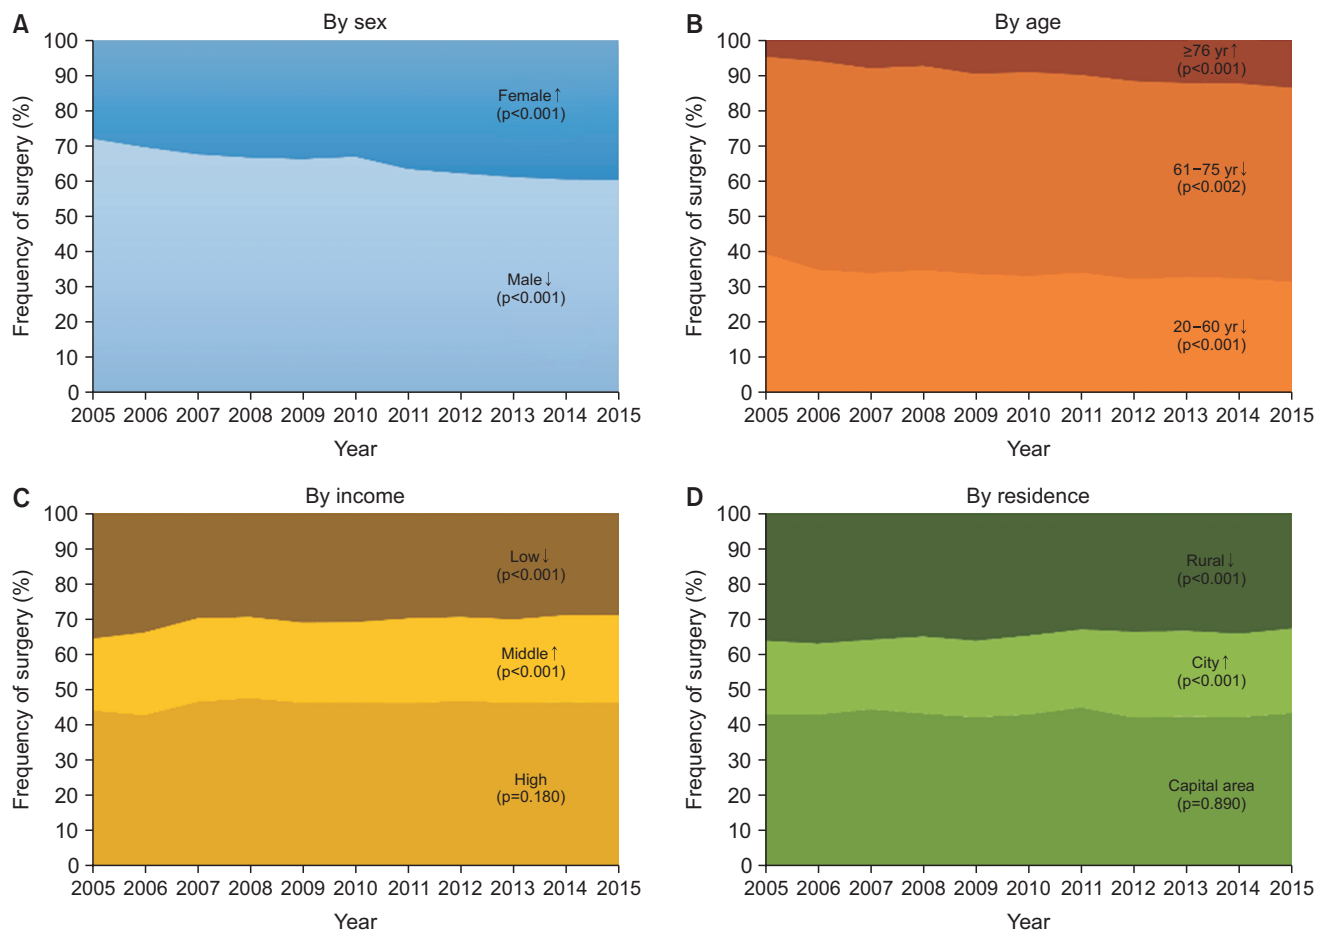 A
By sex
Frequency of surgery (%)
100
90
80
70
60
50
40
30
20
10
0
Female↑
(p<0.001)
Male↓
(p<0.001)
2005 2006 2007 2008 2009 2010 2011 2012 2013 2014 2015
Year
B
By age
Frequency of surgery (%)
100
90
80
70
60
50
40
30
20
10
0
≥76 yr↑
(p<0.001)
61−75 yr↓
(p<0.002)
20−60 yr↓
(p<0.001)
2005 2006 2007 2008 2009 2010 2011 2012 2013 2014 2015
Year
C
By income
Frequency of surgery (%)
100
90
80
70
60
50
40
30
20
10
0
Low↓
(p<0.001)
Middle↑
(p<0.001)
High
(p=0.180)
2005 2006 2007 2008 2009 2010 2011 2012 2013 2014 2015
Year
D
By residence
Frequency of surgery (%)
100
90
80
70
60
50
40
30
20
10
0
Rural↓
(p<0.001)
City↑
(p<0.001)
Capital area
(p=0.890)
2005 2006 2007 2008 2009 2010 2011 2012 2013 2014 2015
Year